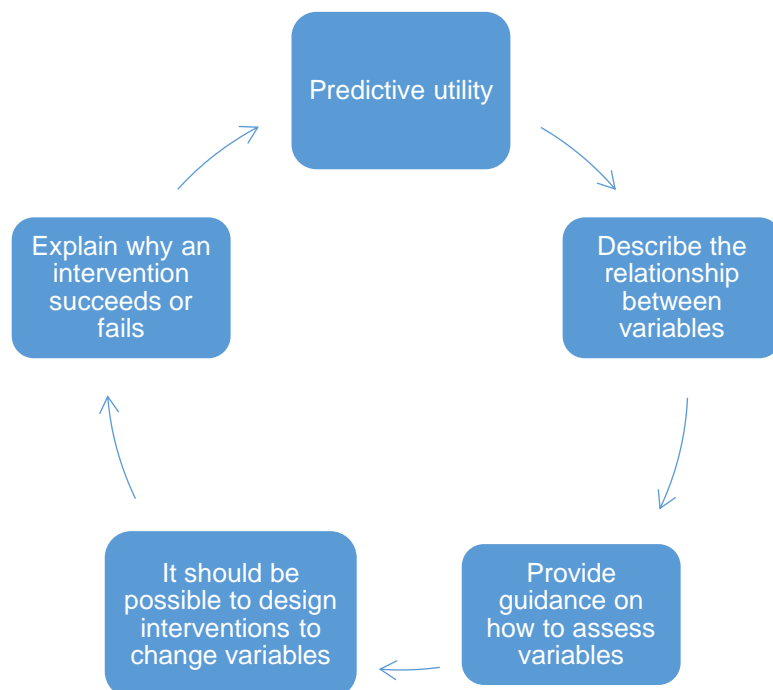 Predictive utility
Describe the
relationship
between
variables
Provide
guidance on
how to assess
variables
It should be
possible to design
interventions to
change variables
Explain why an
intervention
succeeds or
fails